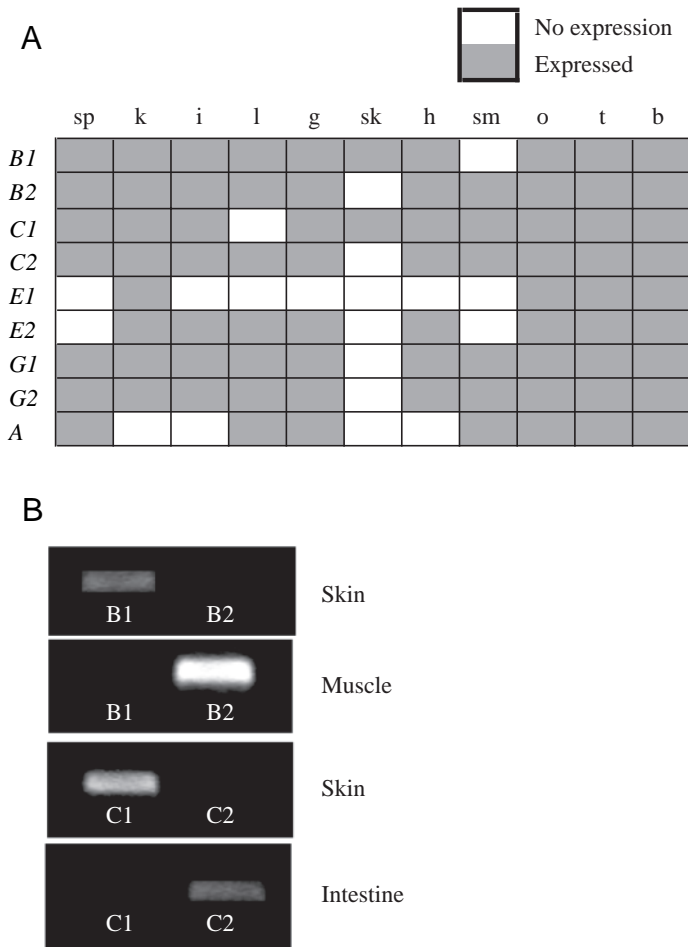 A
No expression
Expressed
sp k i l g sk h sm o t b
B1
B2
C1
C2
E1
E2
G1
G2
A
B
B1 B2 Skin
B1 B2 Muscle
C1 C2 Skin
C1 C2 Intestine